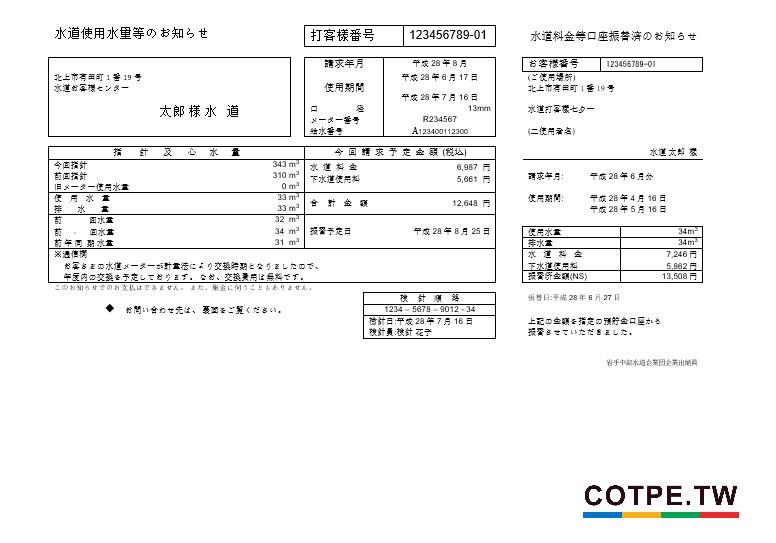 水道使用水量等のお知らせ
打客様番号 123456789-01
北上市有田町1番19号
水道お客様センター
太郎様水 道
請求年月 平成28年8月
使用期間 平成28年6月17日
平成28年7月16日
口 径 13mm
メーター番号 R234567
給水番号 A123400112300
指 針 及 心 水 量
今回指針 343 m³
前回指針 310 m³
旧メーター使用水量 0 m³
使 用 水 量 33 m³
排 水 量 33 m³
前 回水量 32 m³
前 - 回水量 34 m³
前年同期水量 31 m³
今回請求予定金額(税込)
水 道 料 金 6,987 円
下水道使用料 5,661 円
合 計 金 額 12,648 円
振替予定日 平成28年8月25日
※通信欄
お客さまの水道メーターが計量法により交換時期となりましたので、
年度内の交換を予定しております。なお、交換費用は無料です。
このお知らせでのお支払はできません。また、集金に伺うこともありません。
◆ お問い合わせ先は、裏面をご覧ください。
検 針 順 路
1234 – 5678 – 9012 - 34
検針日:平成28年7月16日
検針員:検針 花子
水道料金等口座振替済のお知らせ
お客様番号 123456789-01
(ご使用場所)
北上市有田町1番19号
水道打客様セタ-
(二使用者名)
水道太郎 様
請求年月: 平成28年6月分
使用期間: 平成28年4月16日
平成28年5月16日
使用水量 34m³
排水量 34m³
水 道 料 金 7,246円
下水道使用料 5,862円
振替済金額(NS) 13,508円
振替日:平成28年6月27日
上記の金額を指定の預貯金口座から
振替させていただきました。
岩手中部水道企業団企業出納員
COTPE.TW